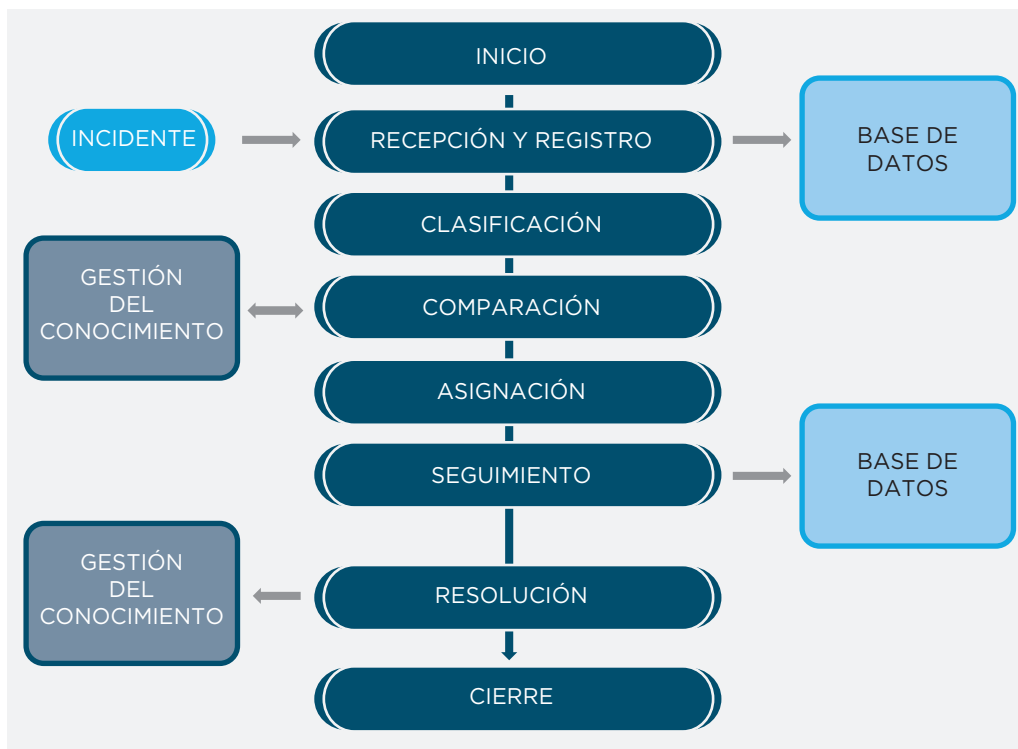 INICIO
INCIDENTE
RECEPCIÓN Y REGISTRO
BASE DE
DATOS
CLASIFICACIÓN
GESTIÓN
DEL
CONOCIMIENTO
COMPARACIÓN
ASIGNACIÓN
SEGUIMIENTO
BASE DE
DATOS
GESTIÓN
DEL
CONOCIMIENTO
RESOLUCIÓN
CIERRE